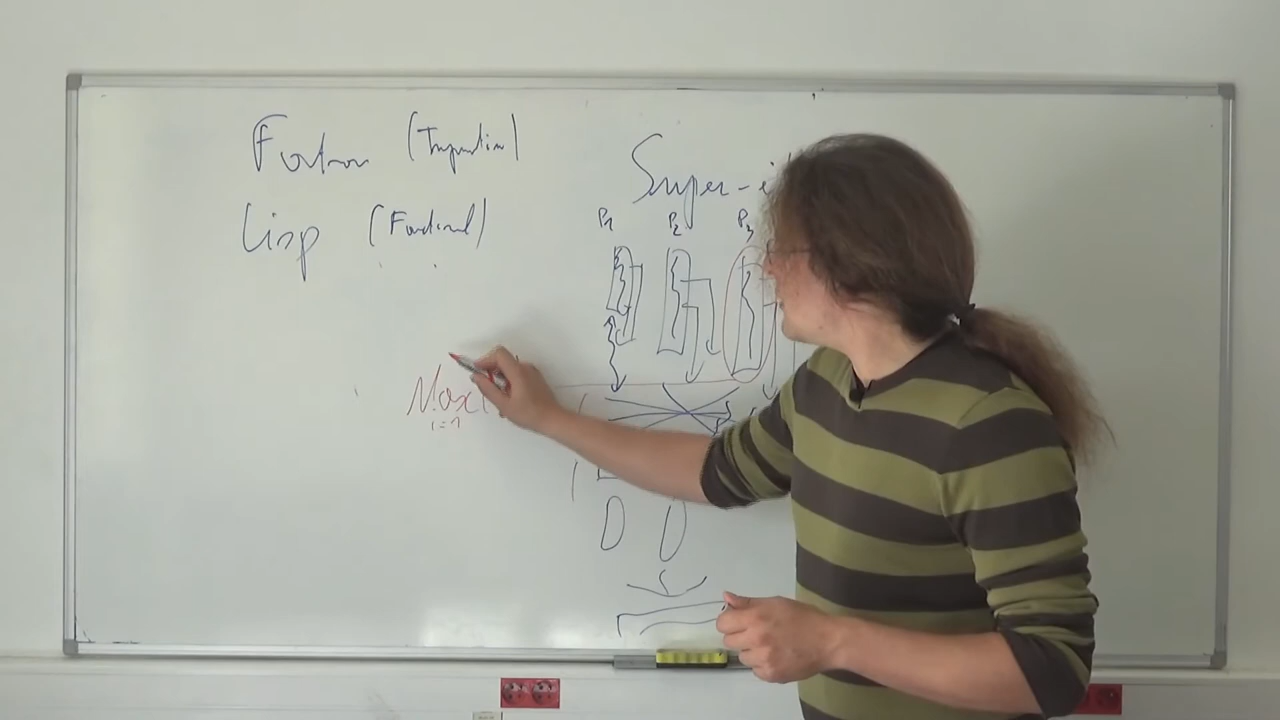 Fortran (Imperative)
Lisp (Functional)
Super-
P1 P2 P3
Max
i=1